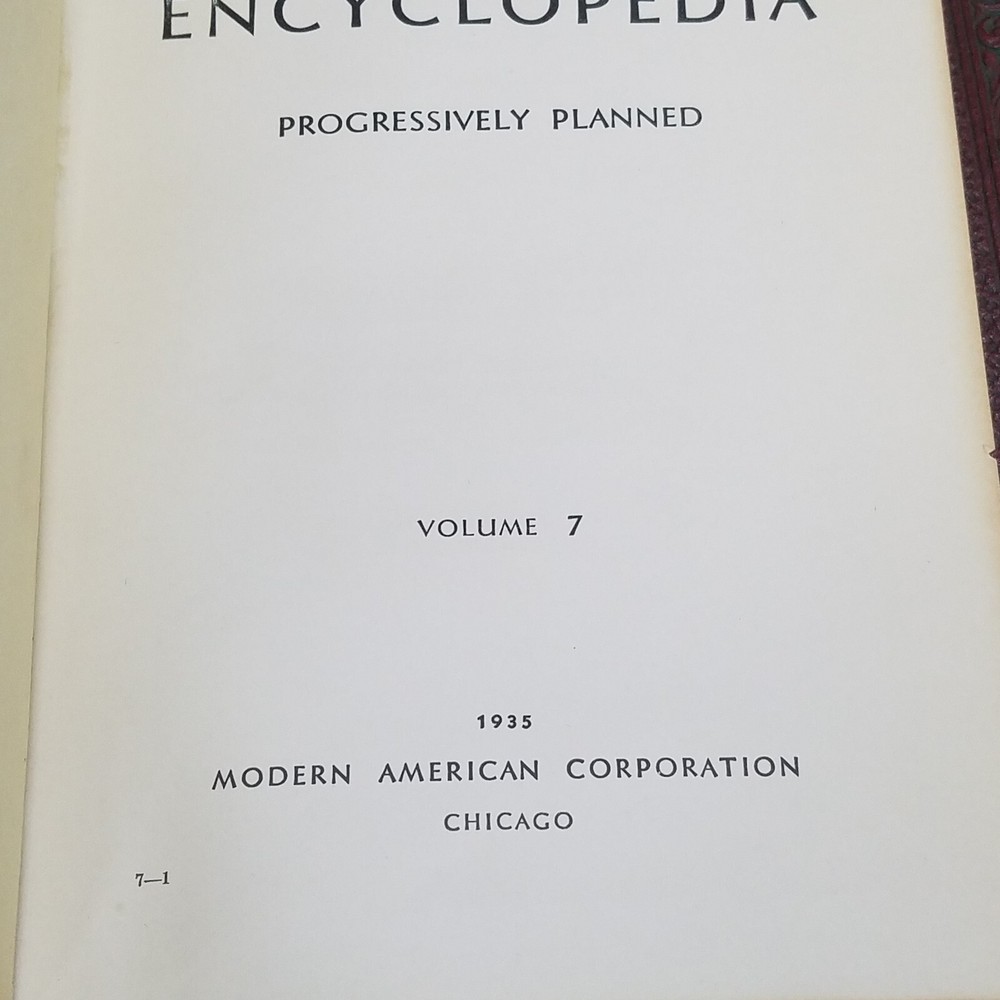 ENCYCLOPEDIA
PROGRESSIVELY PLANNED
VOLUME 7
1935
MODERN AMERICAN CORPORATION
CHICAGO
7—1